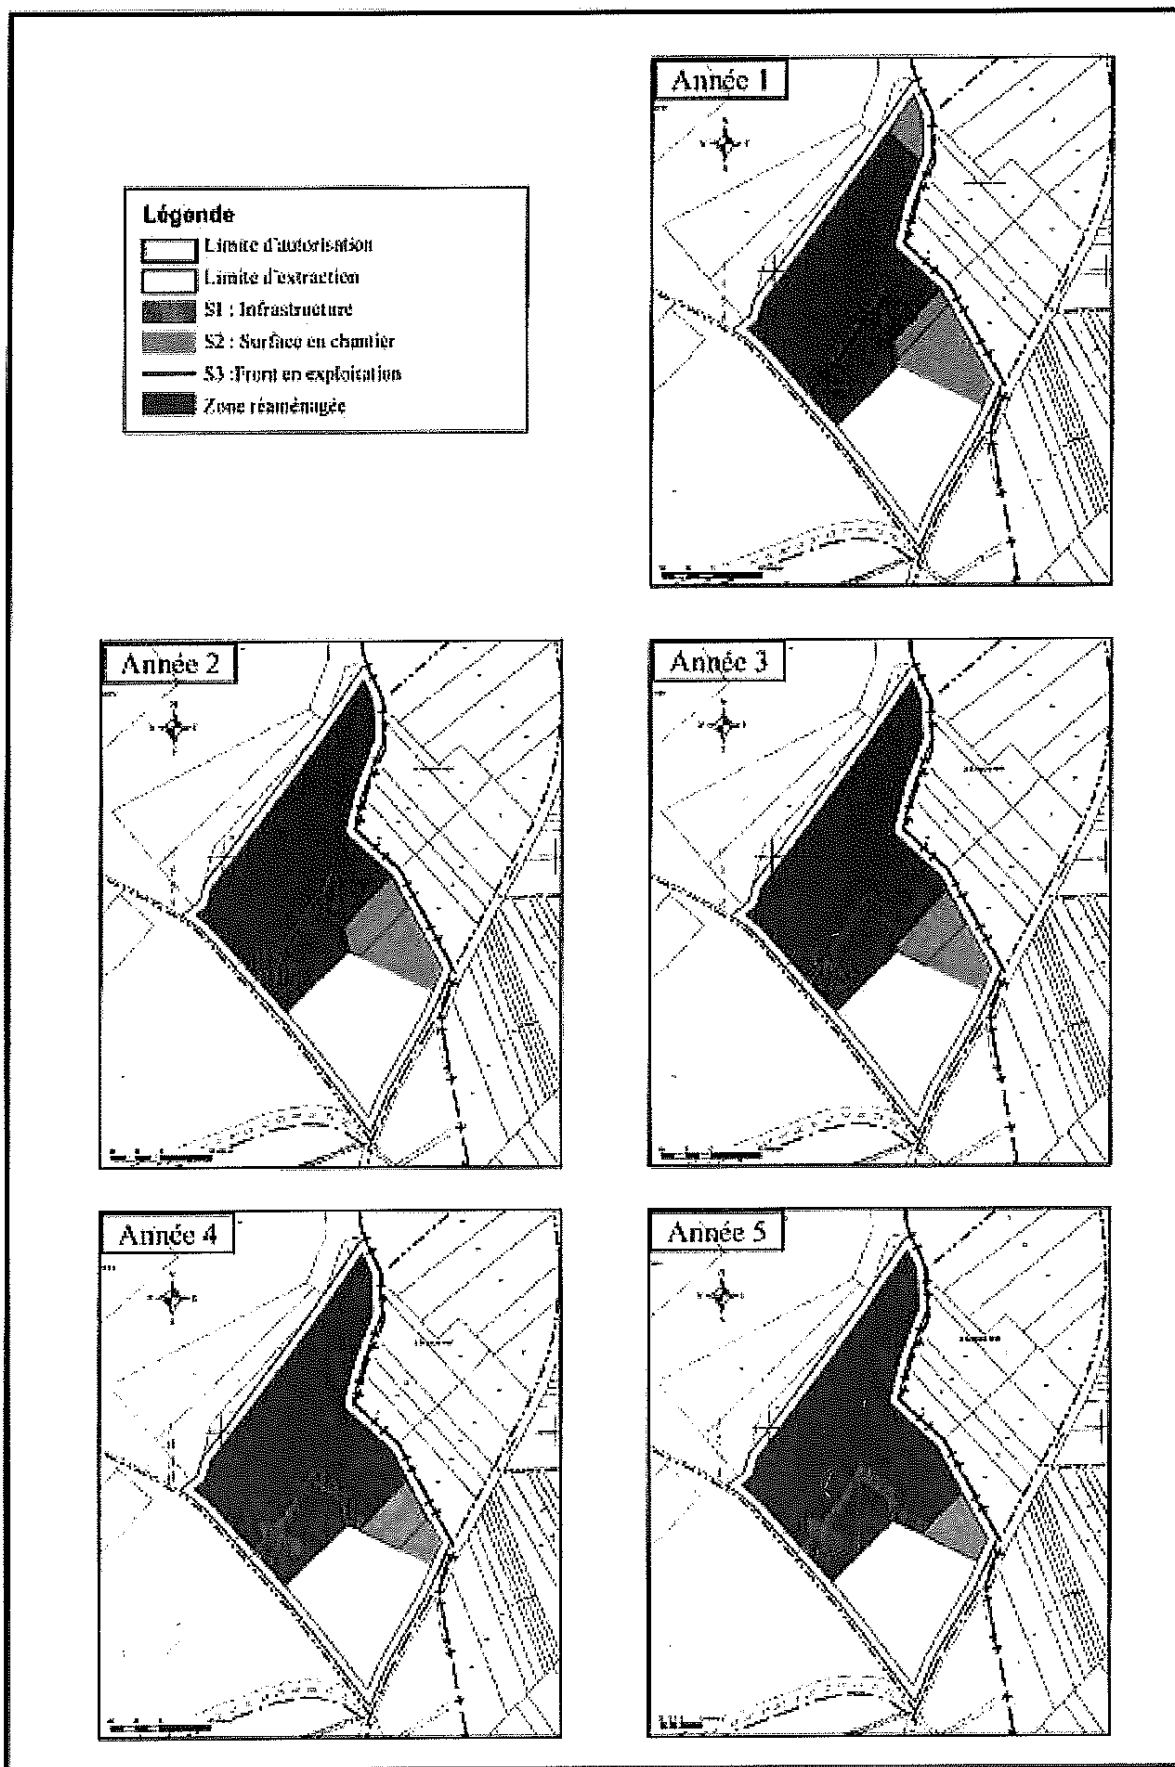 Année 1
Légende
Limite d'autorisation
Limite d'extraction
S1 : Infrastructure
S2 : Surface en chantier
S3 :Front en exploitation
Zone réaménagée
Année 2
Année 3
Année 4
Année 5